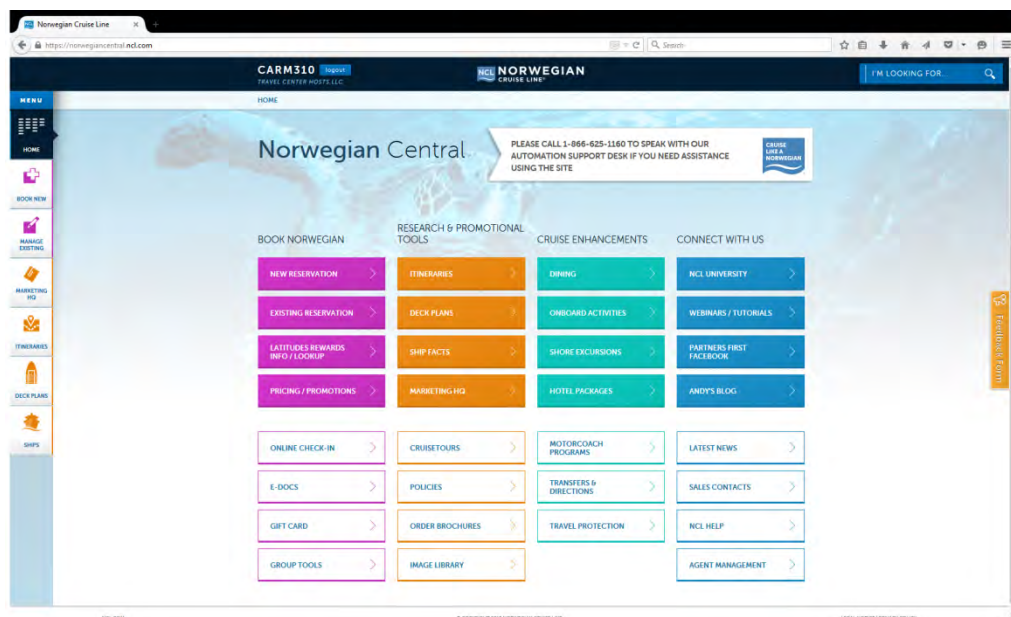 Norwegian Cruise Line
https://norwegiancentral.ncl.com
Search
CARM310 logout
TRAVEL CENTER HOSTS LLC
NCL NORWEGIAN
CRUISE LINE
I'M LOOKING FOR...
MENU
HOME
HOME
BOOK NEW
MANAGE
EXISTING
MARKETING
HQ
ITINERARIES
DECK PLANS
SHIPS
Norwegian Central
PLEASE CALL 1-866-625-1160 TO SPEAK WITH OUR
AUTOMATION SUPPORT DESK IF YOU NEED ASSISTANCE
USING THE SITE
CRUISE
LIKE A
NORWEGIAN
BOOK NORWEGIAN
NEW RESERVATION
EXISTING RESERVATION
LATITUDES REWARDS
INFO / LOOKUP
PRICING / PROMOTIONS
ONLINE CHECK-IN
E-DOCS
GIFT CARD
GROUP TOOLS
RESEARCH & PROMOTIONAL
TOOLS
ITINERARIES
DECK PLANS
SHIP FACTS
MARKETING HQ
CRUISETOURS
POLICIES
ORDER BROCHURES
IMAGE LIBRARY
CRUISE ENHANCEMENTS
DINING
ONBOARD ACTIVITIES
SHORE EXCURSIONS
HOTEL PACKAGES
MOTORCOACH
PROGRAMS
TRANSFERS &
DIRECTIONS
TRAVEL PROTECTION
CONNECT WITH US
NCL UNIVERSITY
WEBINARS / TUTORIALS
PARTNERS FIRST
FACEBOOK
ANDY'S BLOG
LATEST NEWS
SALES CONTACTS
NCL HELP
AGENT MANAGEMENT
Feedback Form